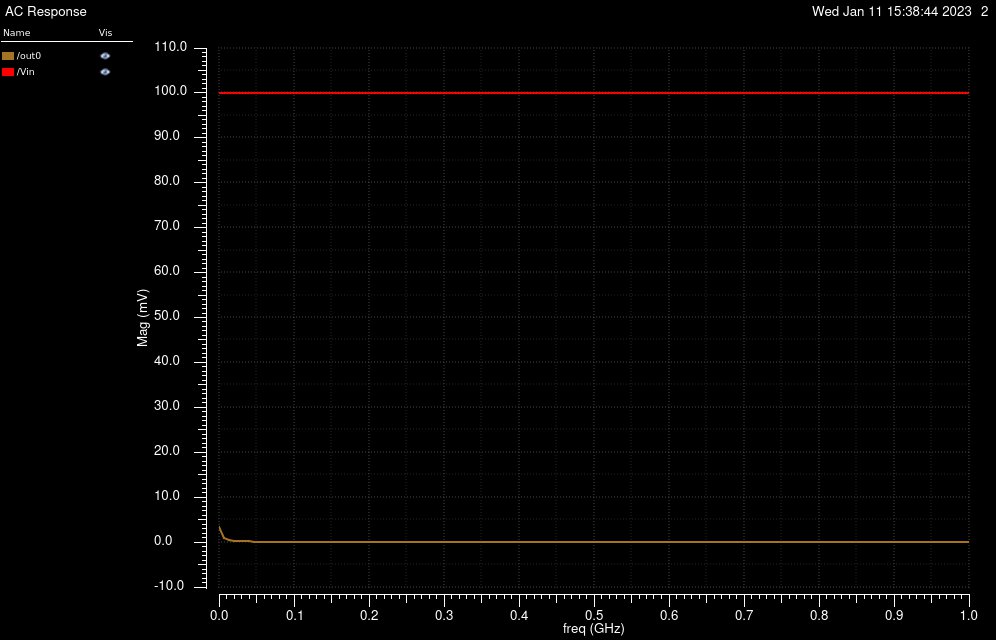 AC Response
Wed Jan 11 15:38:44 2023 2
Name Vis
/out0
/Vin
110.0
100.0
90.0
80.0
70.0
60.0
50.0
40.0
30.0
20.0
10.0
0.0
-10.0
Mag (mV)
0.0 0.1 0.2 0.3 0.4 0.5 0.6 0.7 0.8 0.9 1.0
freq (GHz)